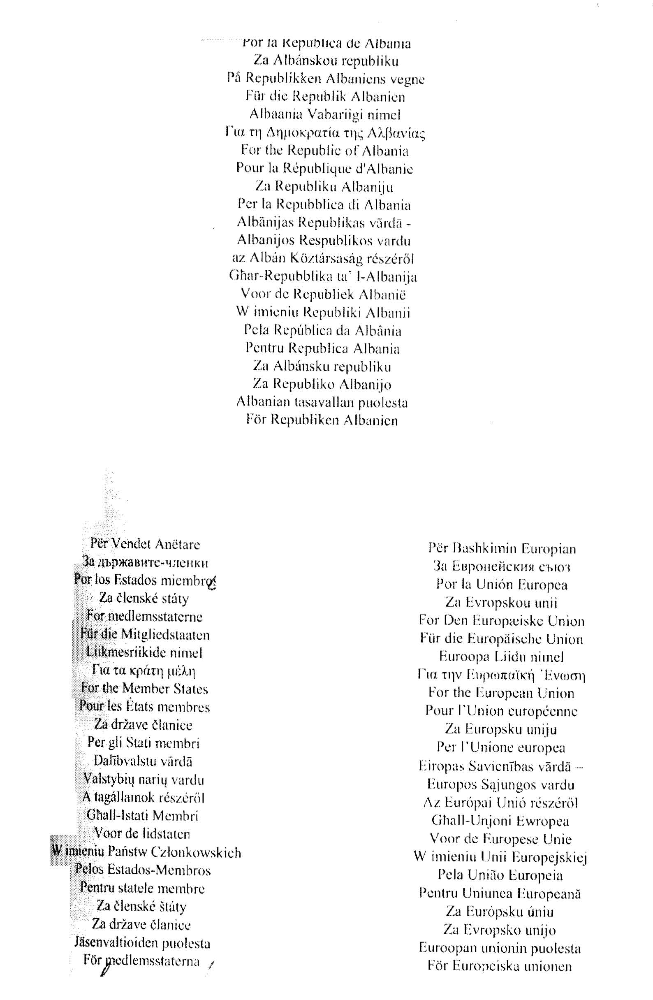 Por la República de Albania
Za Albánskou republiku
På Republikken Albaniens vegne
Für die Republik Albanien
Albaania Vabariigi nimel
Για τη Δημοκρατία της Αλβανίας
For the Republic of Albania
Pour la République d'Albanie
Za Republiku Albaniju
Per la Repubblica di Albania
Albānijas Republikas vārdā -
Albanijos Respublikos vardu
az Albán Köztársaság részéről
Għar-Repubblika ta' l-Albanija
Voor de Republiek Albanië
W imieniu Republiki Albanii
Pela República da Albânia
Pentru Republica Albania
Za Albánsku republiku
Za Republiko Albanijo
Albanian tasavallan puolesta
För Republiken Albanien
Për Vendet Anëtare
За държавите-членки
Por los Estados miembros
Za členské státy
For medlemsstaterne
Für die Mitgliedstaaten
Liikmesriikide nimel
Για τα κράτη μέλη
For the Member States
Pour les États membres
Za države članice
Per gli Stati membri
Dalībvalstu vārdā
Valstybių narių vardu
A tagállamok részéről
Għall-Istati Membri
Voor de lidstaten
W imieniu Państw Członkowskich
Pelos Estados-Membros
Pentru statele membre
Za členské štáty
Za države članice
Jäsenvaltioiden puolesta
För medlemsstaterna
Për Bashkimin Europian
За Европейския съюз
Por la Unión Europea
Za Evropskou unii
For Den Europæiske Union
Für die Europäische Union
Euroopa Liidu nimel
Για την Ευρωπαϊκή Ένωση
For the European Union
Pour l'Union européenne
Za Europsku uniju
Per l'Unione europea
Eiropas Savienības vārdā –
Europos Sąjungos vardu
Az Európai Unió részéről
Għall-Unjoni Ewropea
Voor de Europese Unie
W imieniu Unii Europejskiej
Pela União Europeia
Pentru Uniunea Europeană
Za Európsku úniu
Za Evropsko unijo
Euroopan unionin puolesta
För Europeiska unionen